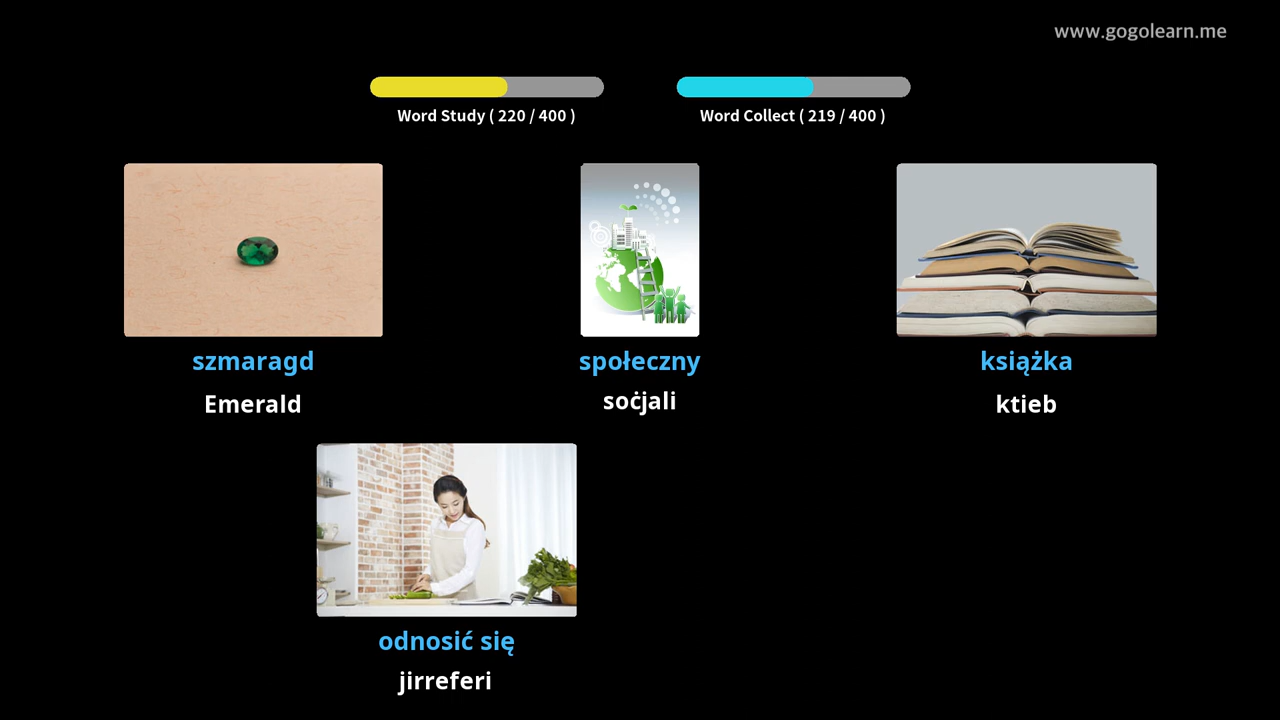 www.gogolearn.me
Word Study ( 220 / 400 )
Word Collect ( 219 / 400 )
szmaragd
Emerald
społeczny
soċjali
książka
ktieb
odnosić się
jirreferi